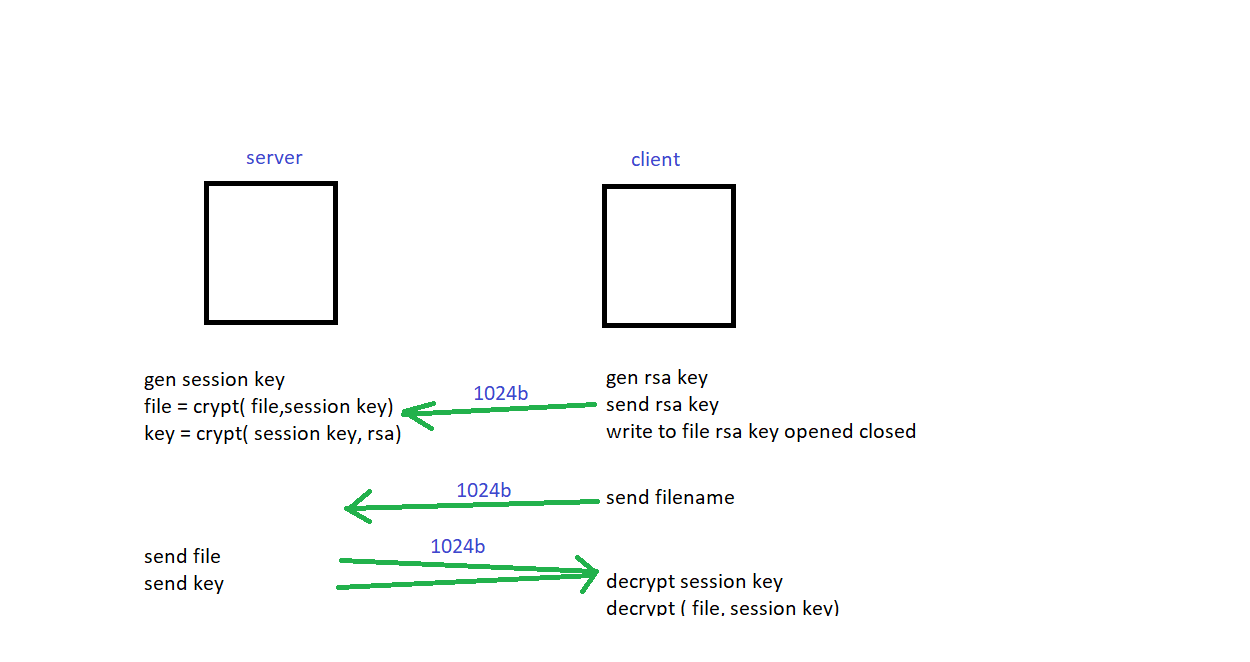 server
client
gen session key
file = crypt( file,session key)
key = crypt( session key, rsa)
1024b
gen rsa key
send rsa key
write to file rsa key opened closed
1024b
send filename
send file
send key
1024b
decrypt session key
decrypt ( file, session key)